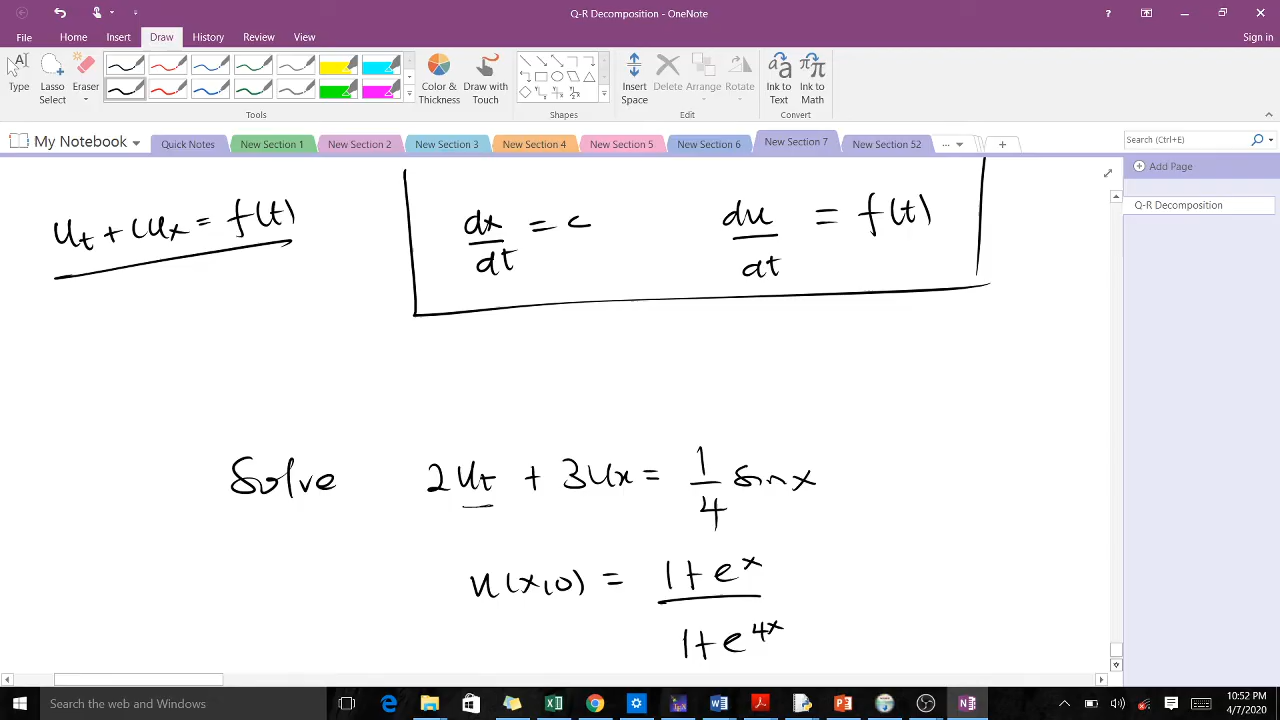 Q-R Decomposition - OneNote
?
File Home Insert Draw History Review View
Sign in
Type Lasso Select Eraser Color & Thickness Draw with Touch Insert Space Delete Arrange Rotate Ink to Text Ink to Math
Tools Shapes Edit Convert
My Notebook Quick Notes New Section 1 New Section 2 New Section 3 New Section 4 New Section 5 New Section 6 New Section 7 New Section 52 ... + Search (Ctrl+E)
Add Page
Q-R Decomposition
u_t + cu_x = f(t)
dx/dt = c du/dt = f(t)
Solve 2u_t + 3u_x = 1/4 sin x
u(x,0) = (1+e^x)/(1+e^{4x})
Search the web and Windows
10:52 PM
4/7/2020